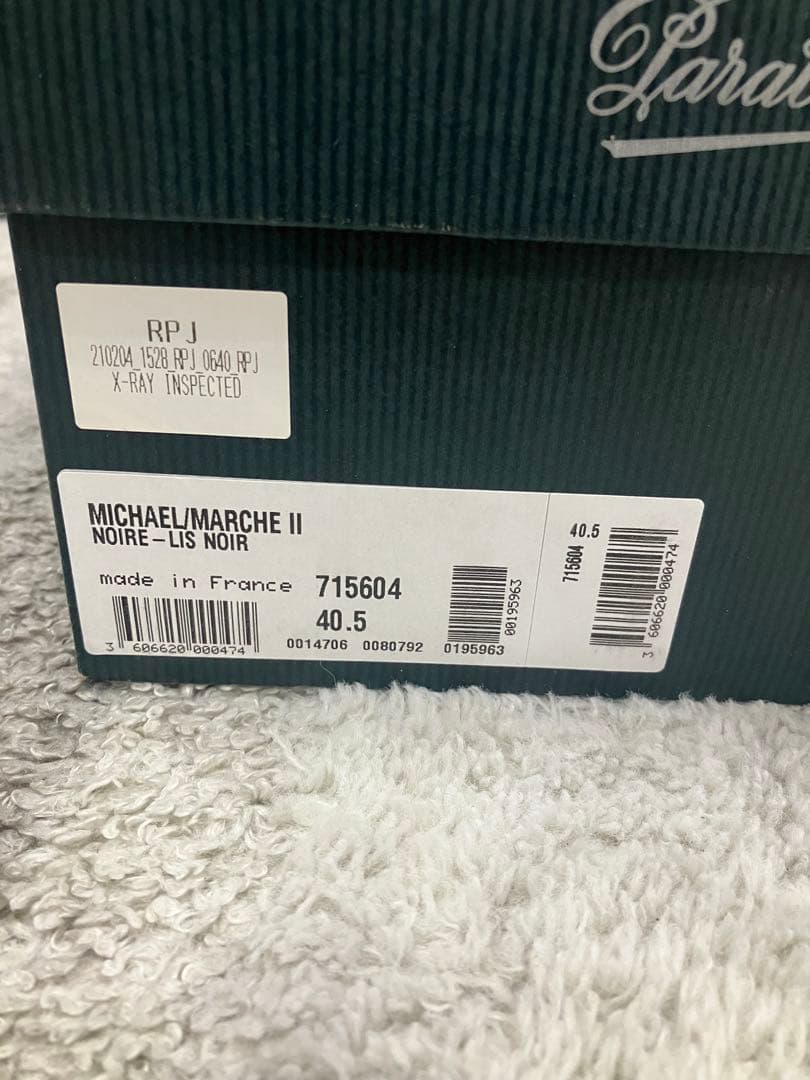 RPJ
210204_1528_RPJ_0640_RPJ
X-RAY INSPECTED
MICHAEL/MARCHE II
NOIRE-LIS NOIR
made in France 715604
40.5
3 606620 000474
0014706 0080792 0195963
00195963
40.5
715604
3 606620 000474